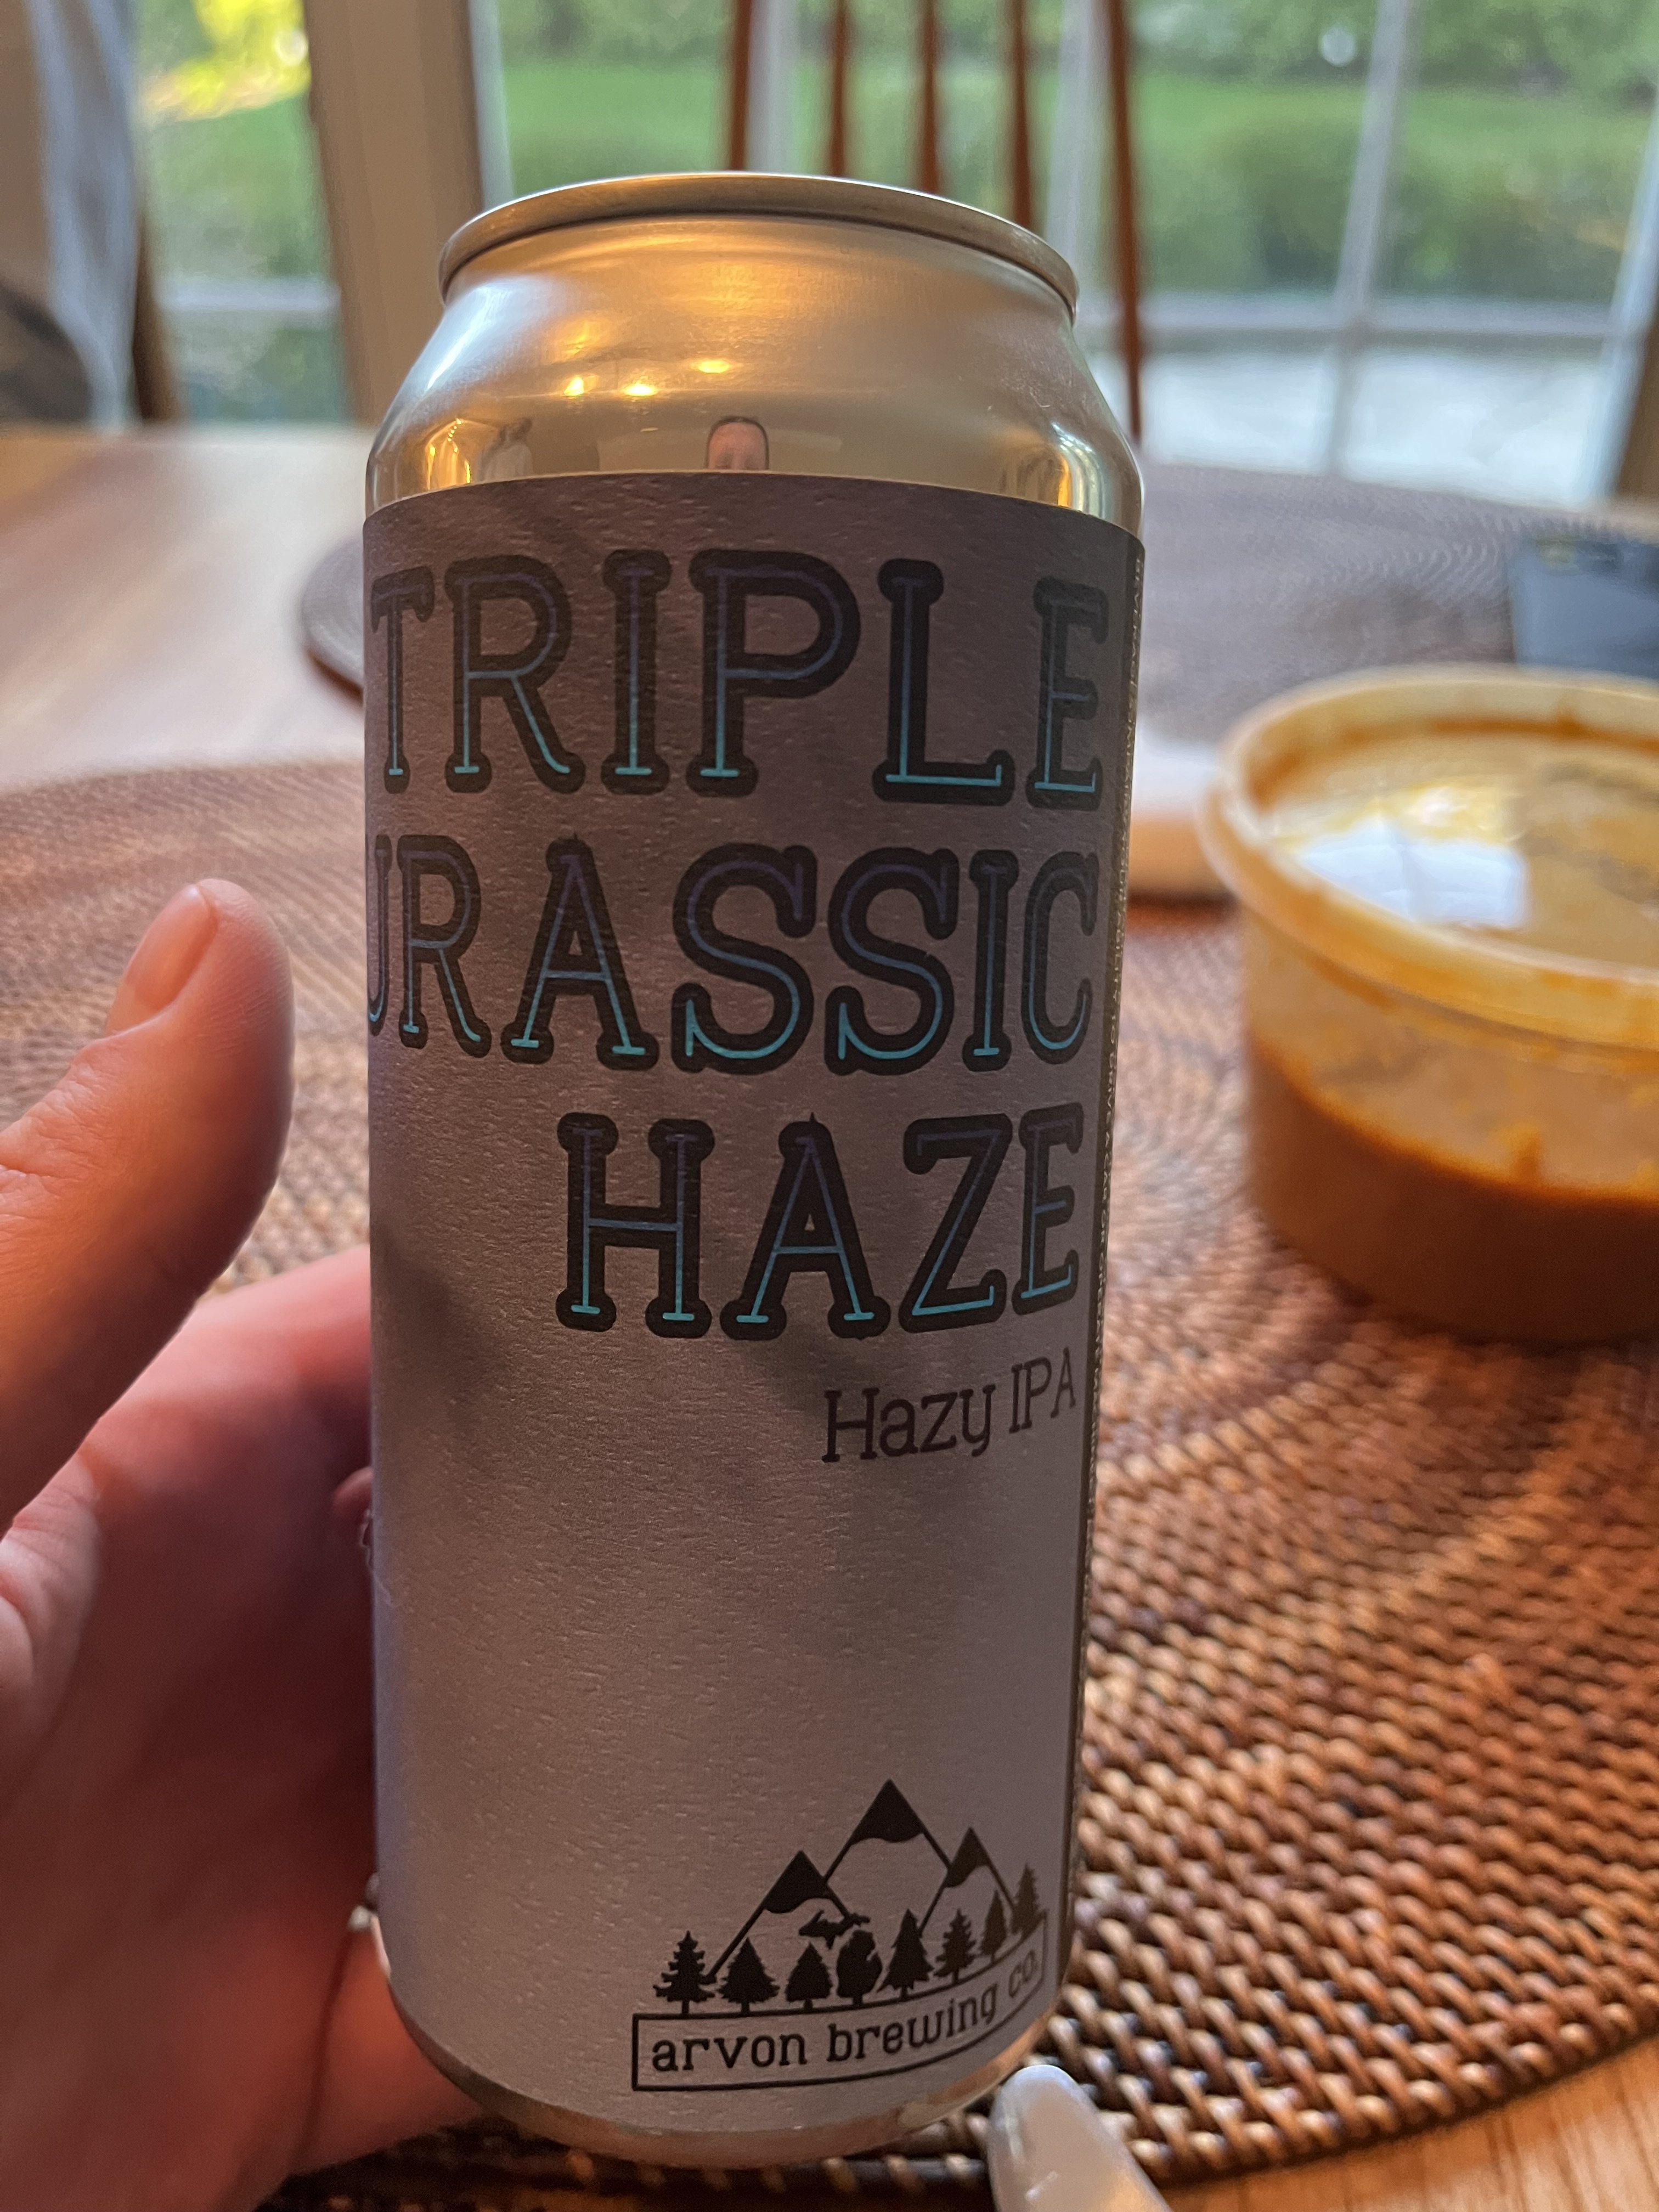 TRIPLE
URASSIC
HAZE
Hazy IPA
arvon brewing co.